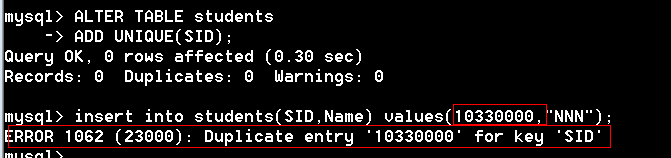 mysql> ALTER TABLE students
    -> ADD UNIQUE(SID);
Query OK, 0 rows affected (0.30 sec)
Records: 0  Duplicates: 0  Warnings: 0
mysql> insert into students(SID,Name) values(10330000,"NNN");
ERROR 1062 (23000): Duplicate entry '10330000' for key 'SID'
mysql>